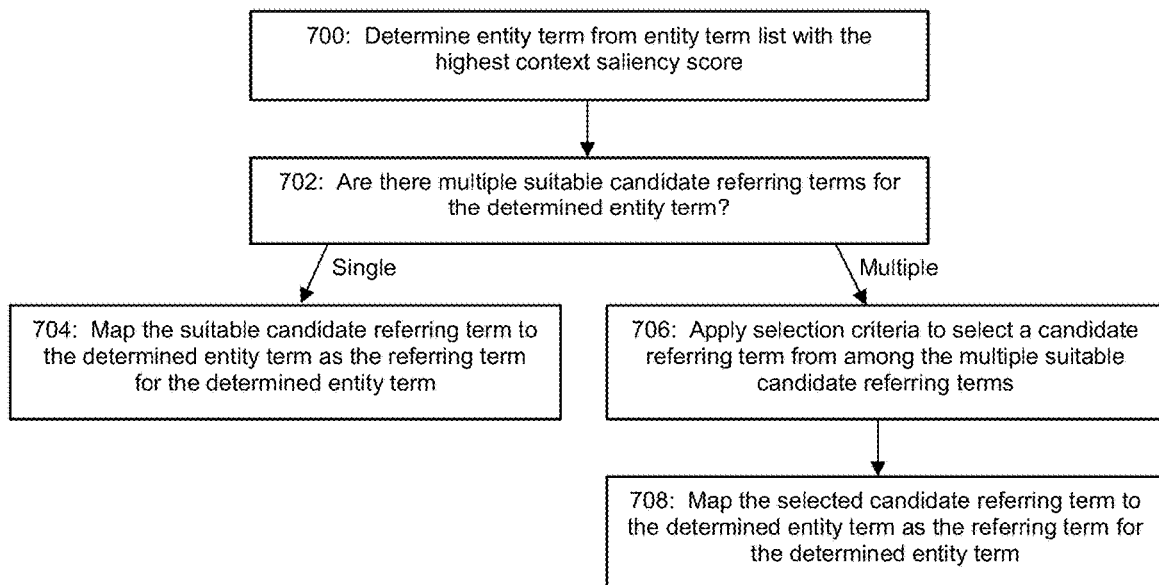 700: Determine entity term from entity term list with the
highest context saliency score
702: Are there multiple suitable candidate referring terms for
the determined entity term?
Single
Multiple
704: Map the suitable candidate referring term to
the determined entity term as the referring term
for the determined entity term
706: Apply selection criteria to select a candidate
referring term from among the multiple suitable
candidate referring terms
708: Map the selected candidate referring term to
the determined entity term as the referring term for
the determined entity term